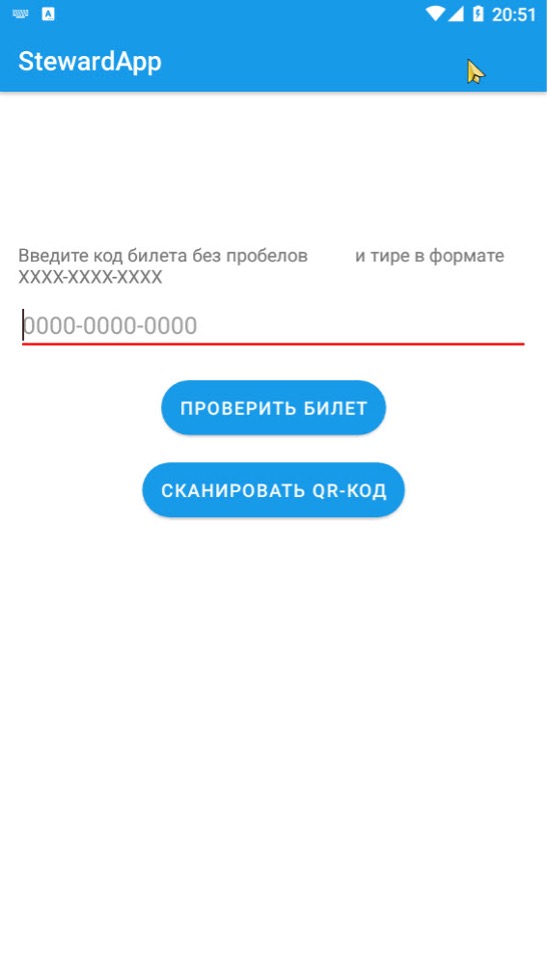 20:51
StewardApp
Введите код билета без пробелов и тире в формате
XXXX-XXXX-XXXX
0000-0000-0000
ПРОВЕРИТЬ БИЛЕТ
СКАНИРОВАТЬ QR-КОД